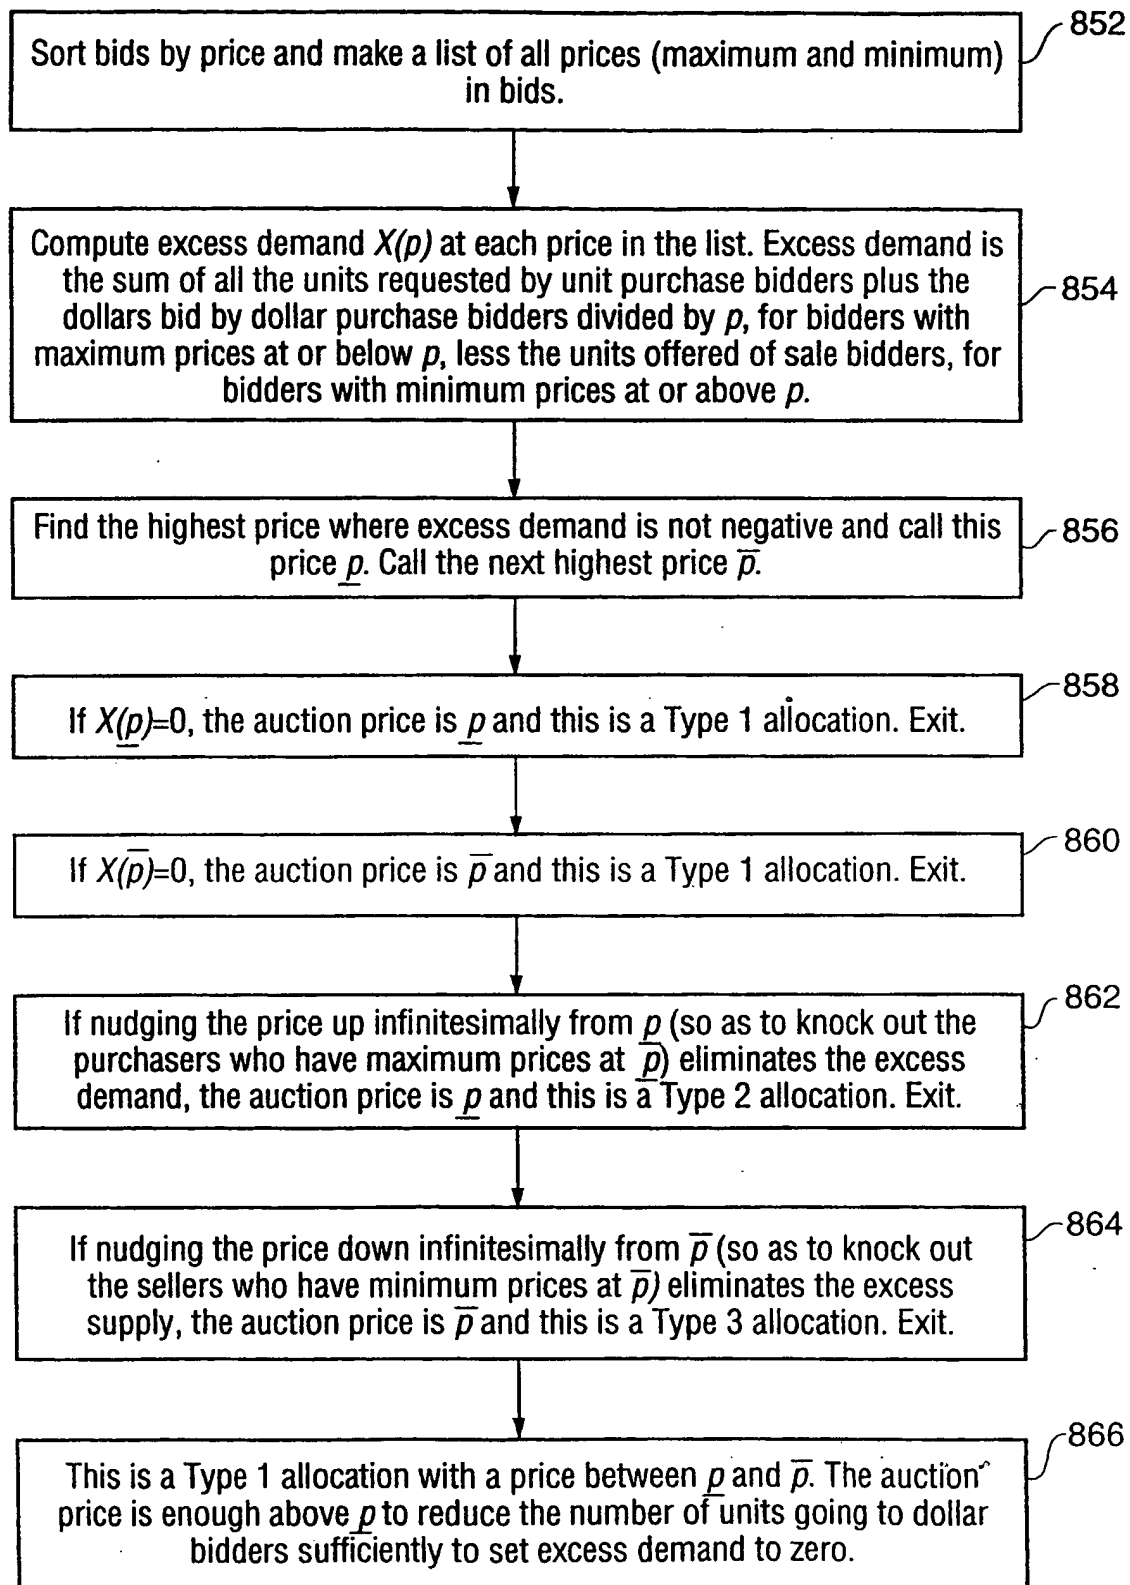 852
Sort bids by price and make a list of all prices (maximum and minimum)
in bids.
854
Compute excess demand X(p) at each price in the list. Excess demand is
the sum of all the units requested by unit purchase bidders plus the
dollars bid by dollar purchase bidders divided by p, for bidders with
maximum prices at or below p, less the units offered of sale bidders, for
bidders with minimum prices at or above p.
856
Find the highest price where excess demand is not negative and call this
price p̲. Call the next highest price p̅.
858
If X(p̲)=0, the auction price is p̲ and this is a Type 1 allocation. Exit.
860
If X(p̅)=0, the auction price is p̅ and this is a Type 1 allocation. Exit.
862
If nudging the price up infinitesimally from p̲ (so as to knock out the
purchasers who have maximum prices at p̲) eliminates the excess
demand, the auction price is p̲ and this is a Type 2 allocation. Exit.
864
If nudging the price down infinitesimally from p̅ (so as to knock out
the sellers who have minimum prices at p̅) eliminates the excess
supply, the auction price is p̅ and this is a Type 3 allocation. Exit.
866
This is a Type 1 allocation with a price between p̲ and p̅. The auction
price is enough above p̲ to reduce the number of units going to dollar
bidders sufficiently to set excess demand to zero.